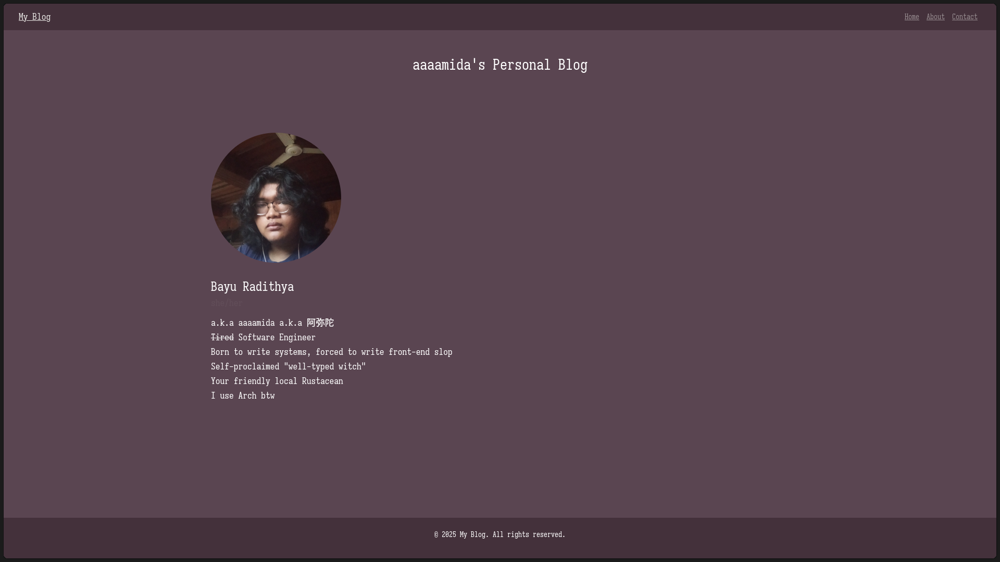 My Blog
Home About Contact
aaaamida's Personal Blog
Bayu Radithya
she/her
a.k.a aaaamida a.k.a 阿弥陀
Tired Software Engineer
Born to write systems, forced to write front-end slop
Self-proclaimed "well-typed witch"
Your friendly local Rustacean
I use Arch btw
© 2025 My Blog. All rights reserved.